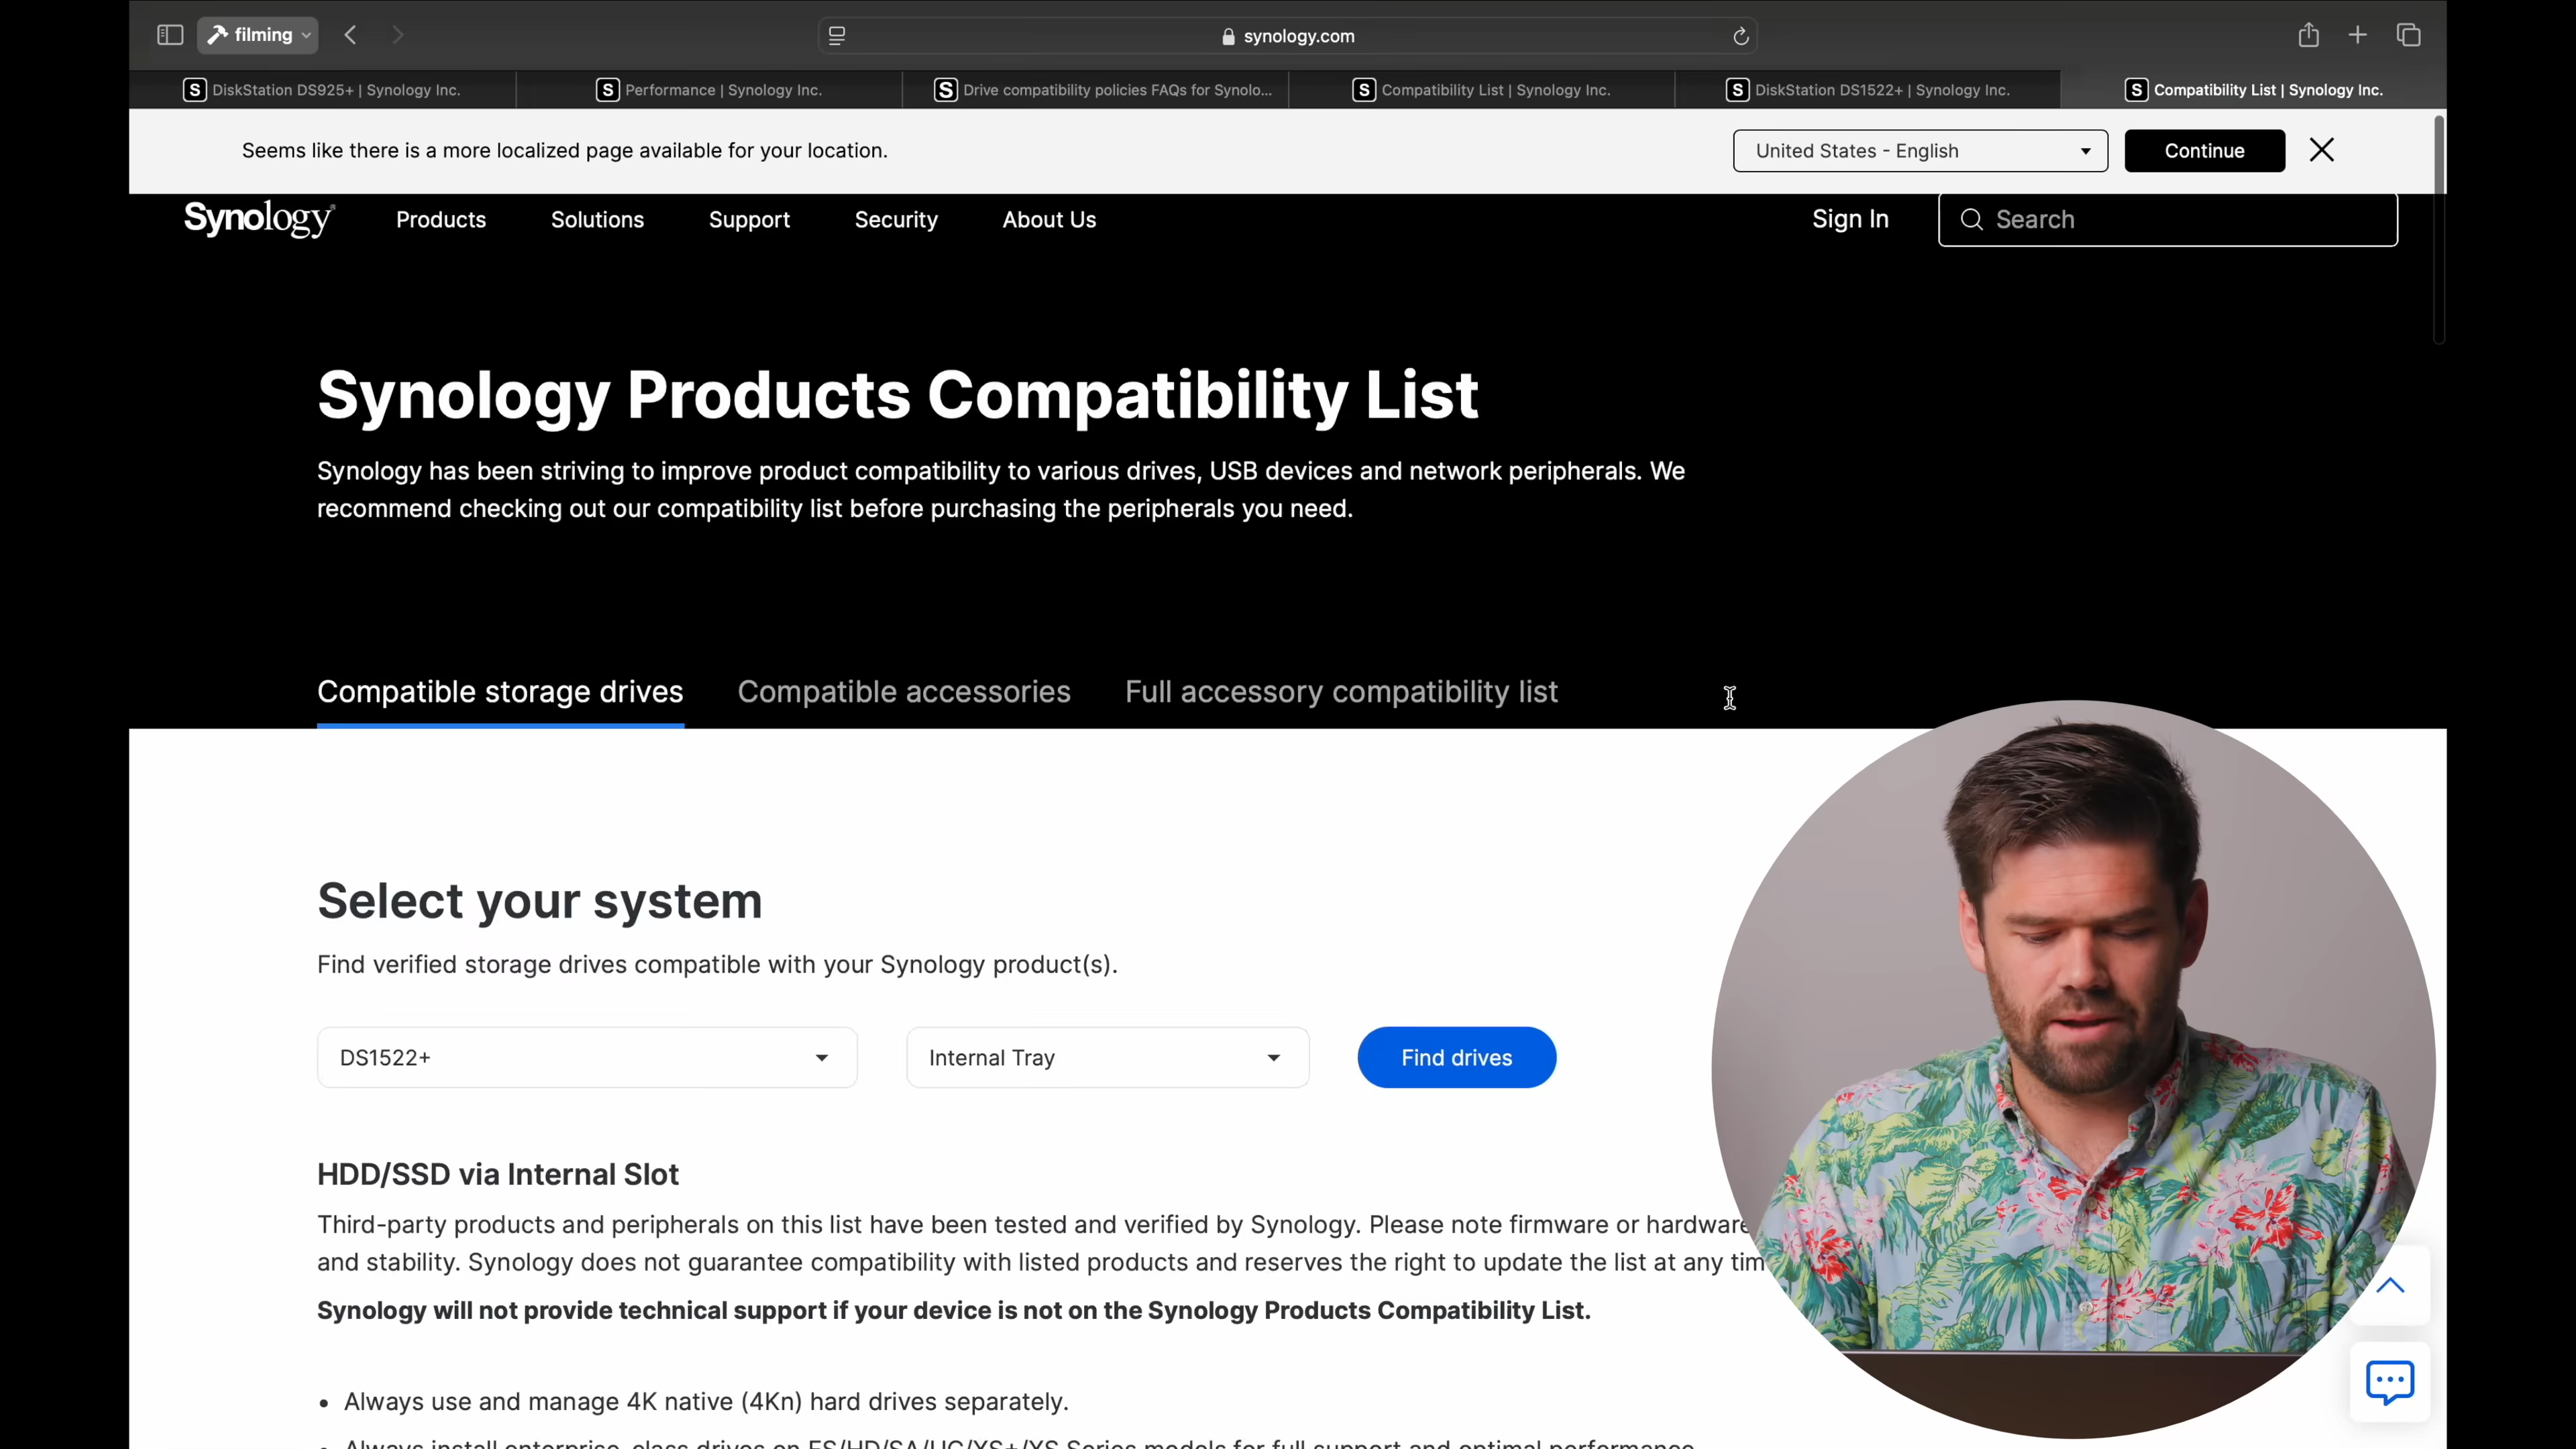 filming
synology.com
DiskStation DS925+ | Synology Inc.
Performance | Synology Inc.
Drive compatibility policies FAQs for Synolo...
Compatibility List | Synology Inc.
DiskStation DS1522+ | Synology Inc.
Compatibility List | Synology Inc.
Seems like there is a more localized page available for your location.
United States - English
Continue
Synology
Products
Solutions
Support
Security
About Us
Sign In
Search
Synology Products Compatibility List
Synology has been striving to improve product compatibility to various drives, USB devices and network peripherals. We
recommend checking out our compatibility list before purchasing the peripherals you need.
Compatible storage drives
Compatible accessories
Full accessory compatibility list
Select your system
Find verified storage drives compatible with your Synology product(s).
DS1522+
Internal Tray
Find drives
HDD/SSD via Internal Slot
Third-party products and peripherals on this list have been tested and verified by Synology. Please note firmware or hardware
and stability. Synology does not guarantee compatibility with listed products and reserves the right to update the list at any tim
Synology will not provide technical support if your device is not on the Synology Products Compatibility List.
• Always use and manage 4K native (4Kn) hard drives separately.
• Always install enterprise-class drives on FS/HD/SA/UC/XS+/XS Series models for full support and optimal performance